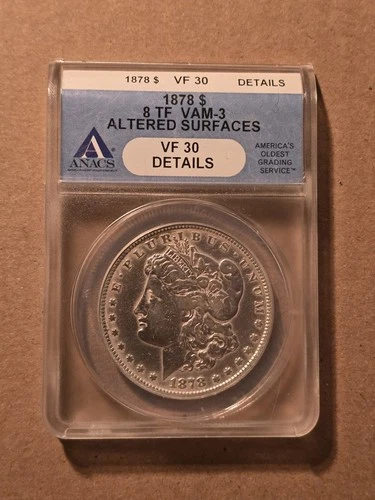 1878 $ VF 30 DETAILS
1878 $
8 TF VAM-3
ALTERED SURFACES
ANACS
VF 30
DETAILS
AMERICA'S
OLDEST
GRADING
SERVICE™
E·PLURIBUS·UNUM
LIBERTY
1878